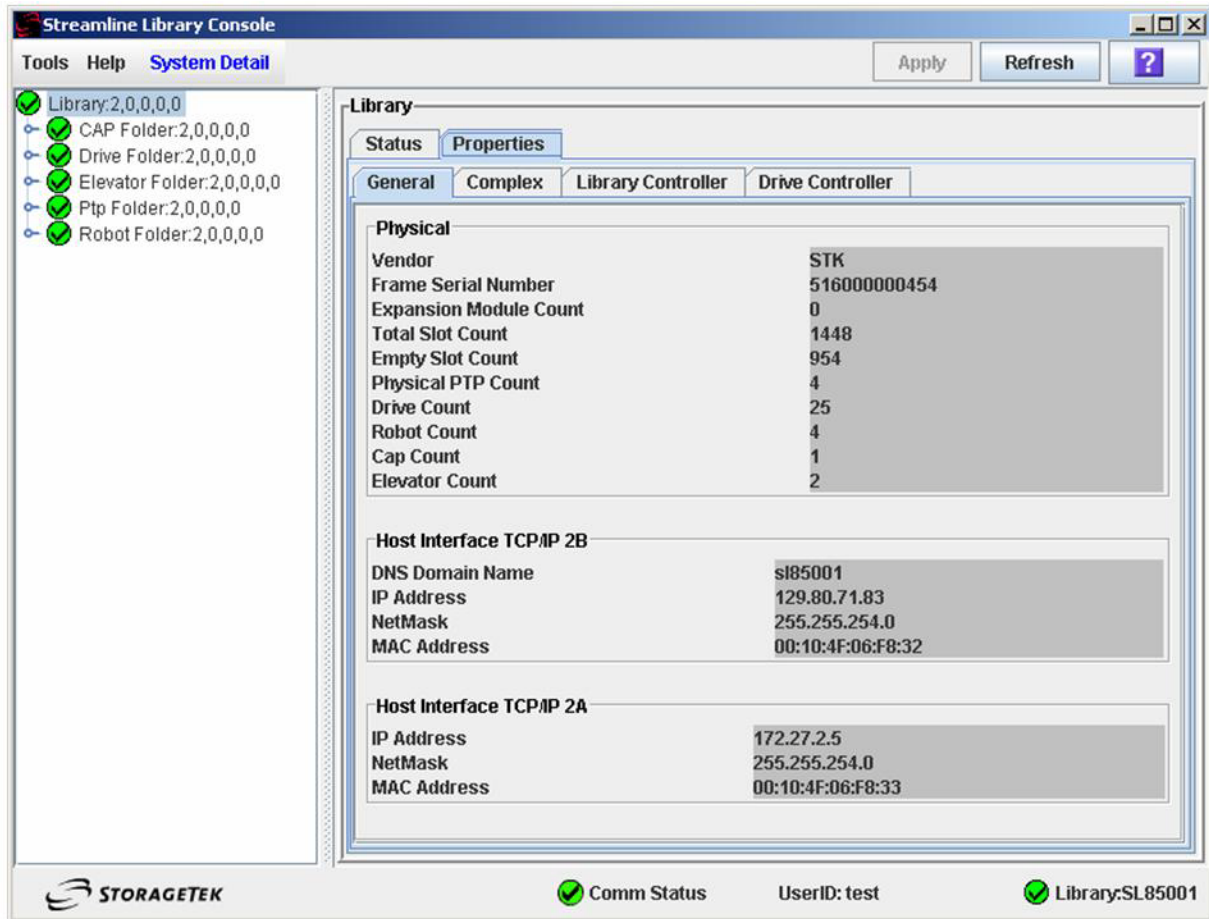 Streamline Library Console
Tools Help System Detail Apply Refresh ?
Library:2,0,0,0,0
CAP Folder:2,0,0,0,0
Drive Folder:2,0,0,0,0
Elevator Folder:2,0,0,0,0
Ptp Folder:2,0,0,0,0
Robot Folder:2,0,0,0,0
Library
Status Properties
General Complex Library Controller Drive Controller
Physical
Vendor STK
Frame Serial Number 516000000454
Expansion Module Count 0
Total Slot Count 1448
Empty Slot Count 954
Physical PTP Count 4
Drive Count 25
Robot Count 4
Cap Count 1
Elevator Count 2
Host Interface TCP/IP 2B
DNS Domain Name sl85001
IP Address 129.80.71.83
NetMask 255.255.254.0
MAC Address 00:10:4F:06:F8:32
Host Interface TCP/IP 2A
IP Address 172.27.2.5
NetMask 255.255.254.0
MAC Address 00:10:4F:06:F8:33
STORAGETEK Comm Status UserID: test Library:SL85001